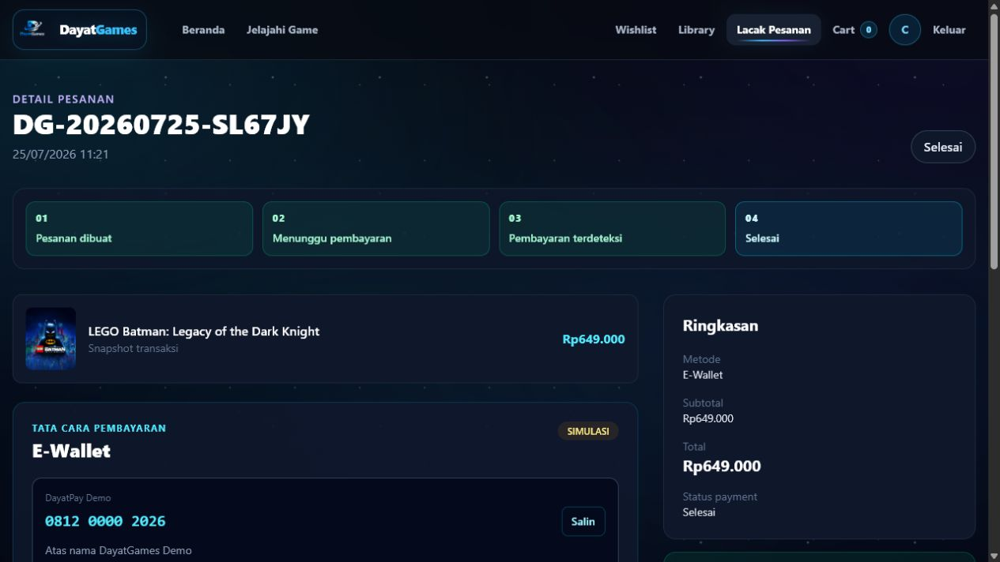 DayatGames
Beranda
Jelajahi Game
Wishlist
Library
Lacak Pesanan
Cart 0
C
Keluar
DETAIL PESANAN
DG-20260725-SL67JY
25/07/2026 11:21
Selesai
01
Pesanan dibuat
02
Menunggu pembayaran
03
Pembayaran terdeteksi
04
Selesai
LEGO Batman: Legacy of the Dark Knight
Snapshot transaksi
Rp649.000
TATA CARA PEMBAYARAN
E-Wallet
SIMULASI
DayatPay Demo
0812 0000 2026
Salin
Atas nama DayatGames Demo
Ringkasan
Metode
E-Wallet
Subtotal
Rp649.000
Total
Rp649.000
Status payment
Selesai